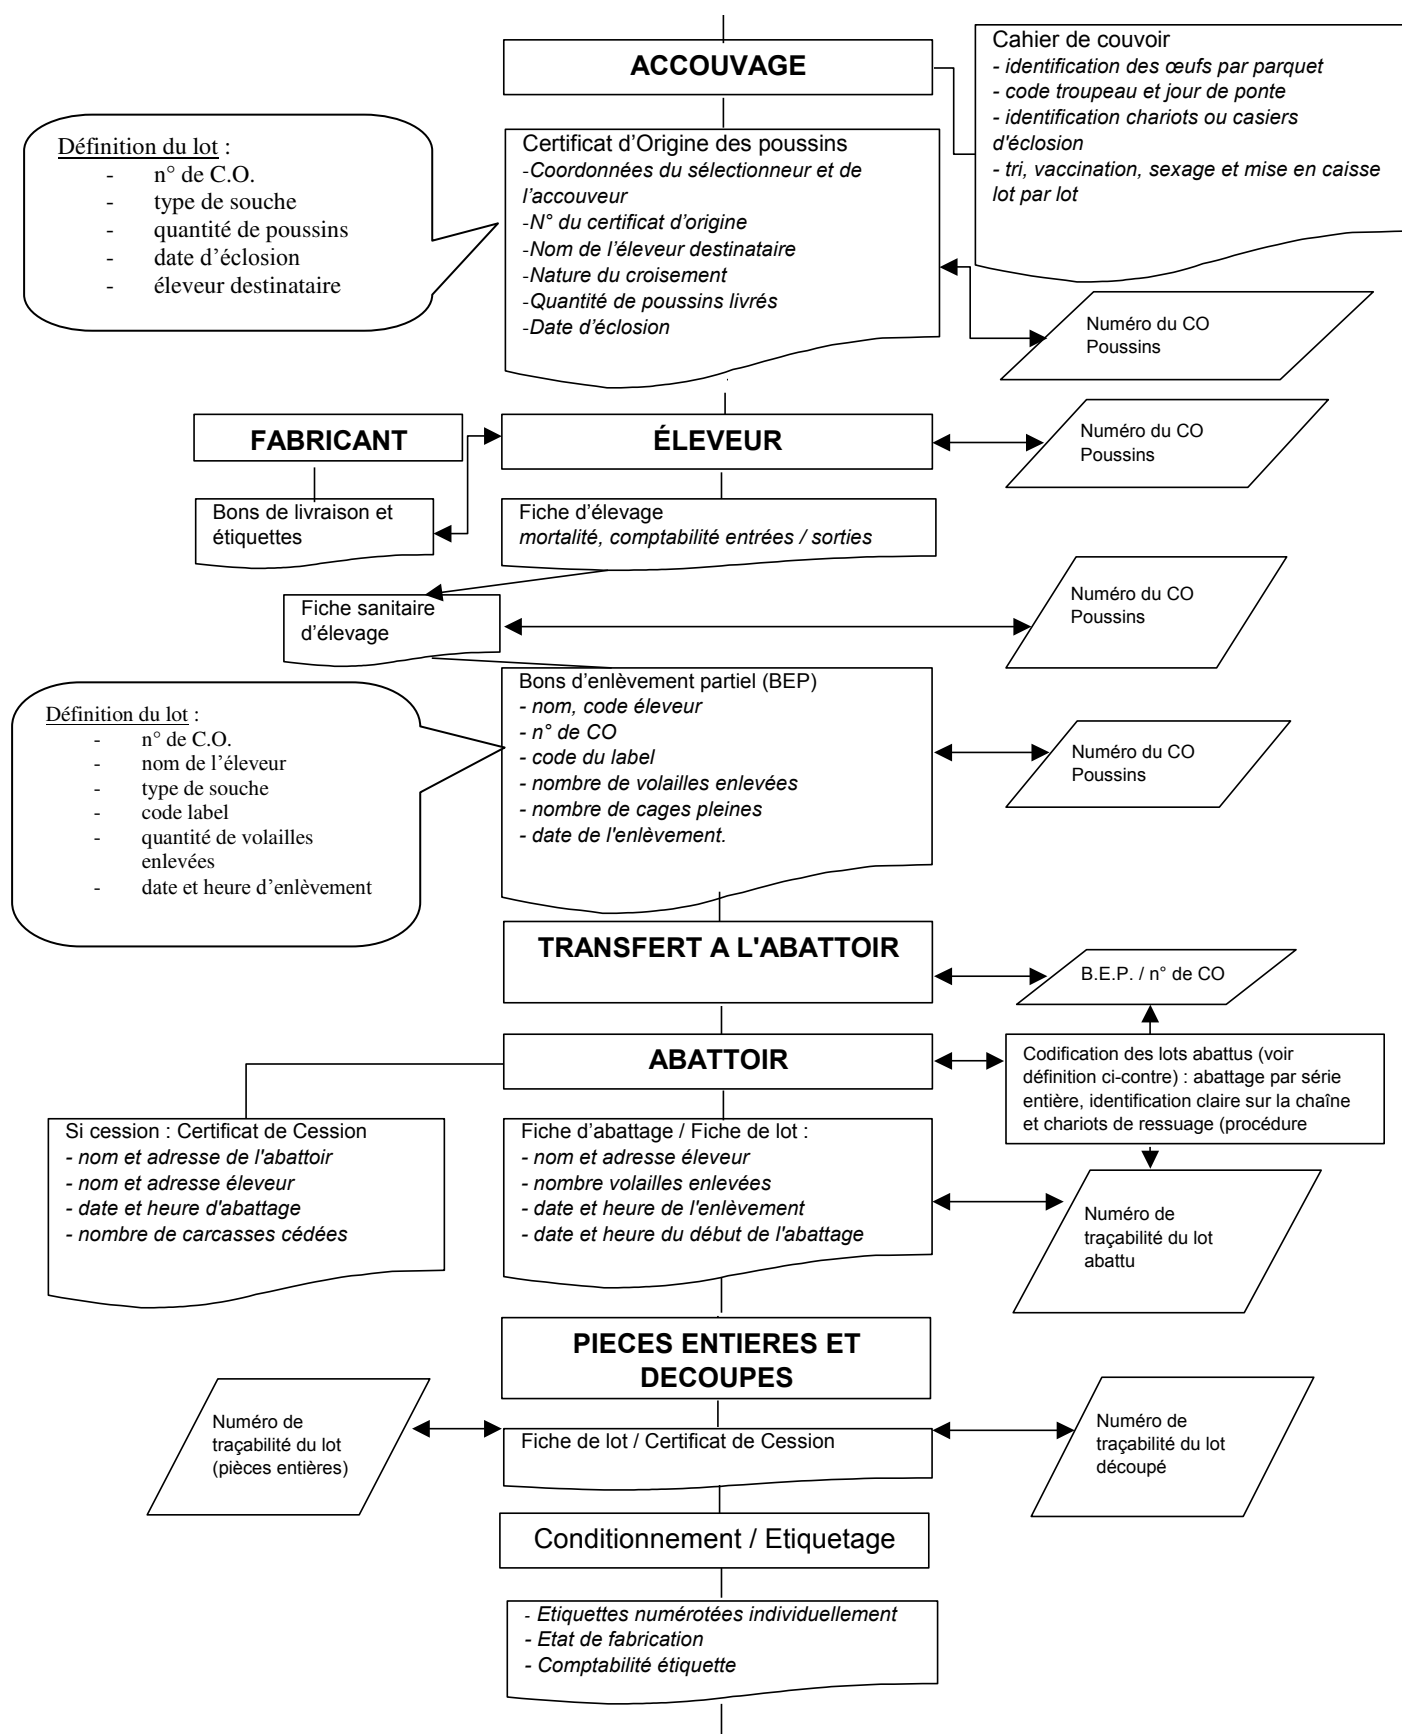 ACCOUVAGE
Cahier de couvoir
- identification des œufs par parquet
- code troupeau et jour de ponte
- identification chariots ou casiers
d'éclosion
- tri, vaccination, sexage et mise en caisse
lot par lot
Définition du lot :
- n° de C.O.
- type de souche
- quantité de poussins
- date d’éclosion
- éleveur destinataire
Certificat d’Origine des poussins
-Coordonnées du sélectionneur et de
l’accouveur
-N° du certificat d’origine
-Nom de l’éleveur destinataire
-Nature du croisement
-Quantité de poussins livrés
-Date d’éclosion
Numéro du CO
Poussins
FABRICANT
ÉLEVEUR
Numéro du CO
Poussins
Bons de livraison et
étiquettes
Fiche d’élevage
mortalité, comptabilité entrées / sorties
Fiche sanitaire
d’élevage
Numéro du CO
Poussins
Définition du lot :
- n° de C.O.
- nom de l’éleveur
- type de souche
- code label
- quantité de volailles
enlevées
- date et heure d’enlèvement
Bons d’enlèvement partiel (BEP)
- nom, code éleveur
- n° de CO
- code du label
- nombre de volailles enlevées
- nombre de cages pleines
- date de l'enlèvement.
Numéro du CO
Poussins
TRANSFERT A L'ABATTOIR
B.E.P. / n° de CO
ABATTOIR
Codification des lots abattus (voir
définition ci-contre) : abattage par série
entière, identification claire sur la chaîne
et chariots de ressuage (procédure
Si cession : Certificat de Cession
- nom et adresse de l'abattoir
- nom et adresse éleveur
- date et heure d'abattage
- nombre de carcasses cédées
Fiche d’abattage / Fiche de lot :
- nom et adresse éleveur
- nombre volailles enlevées
- date et heure de l'enlèvement
- date et heure du début de l'abattage
Numéro de
traçabilité du lot
abattu
PIECES ENTIERES ET
DECOUPES
Numéro de
traçabilité du lot
(pièces entières)
Fiche de lot / Certificat de Cession
Numéro de
traçabilité du lot
découpé
Conditionnement / Etiquetage
- Etiquettes numérotées individuellement
- Etat de fabrication
- Comptabilité étiquette